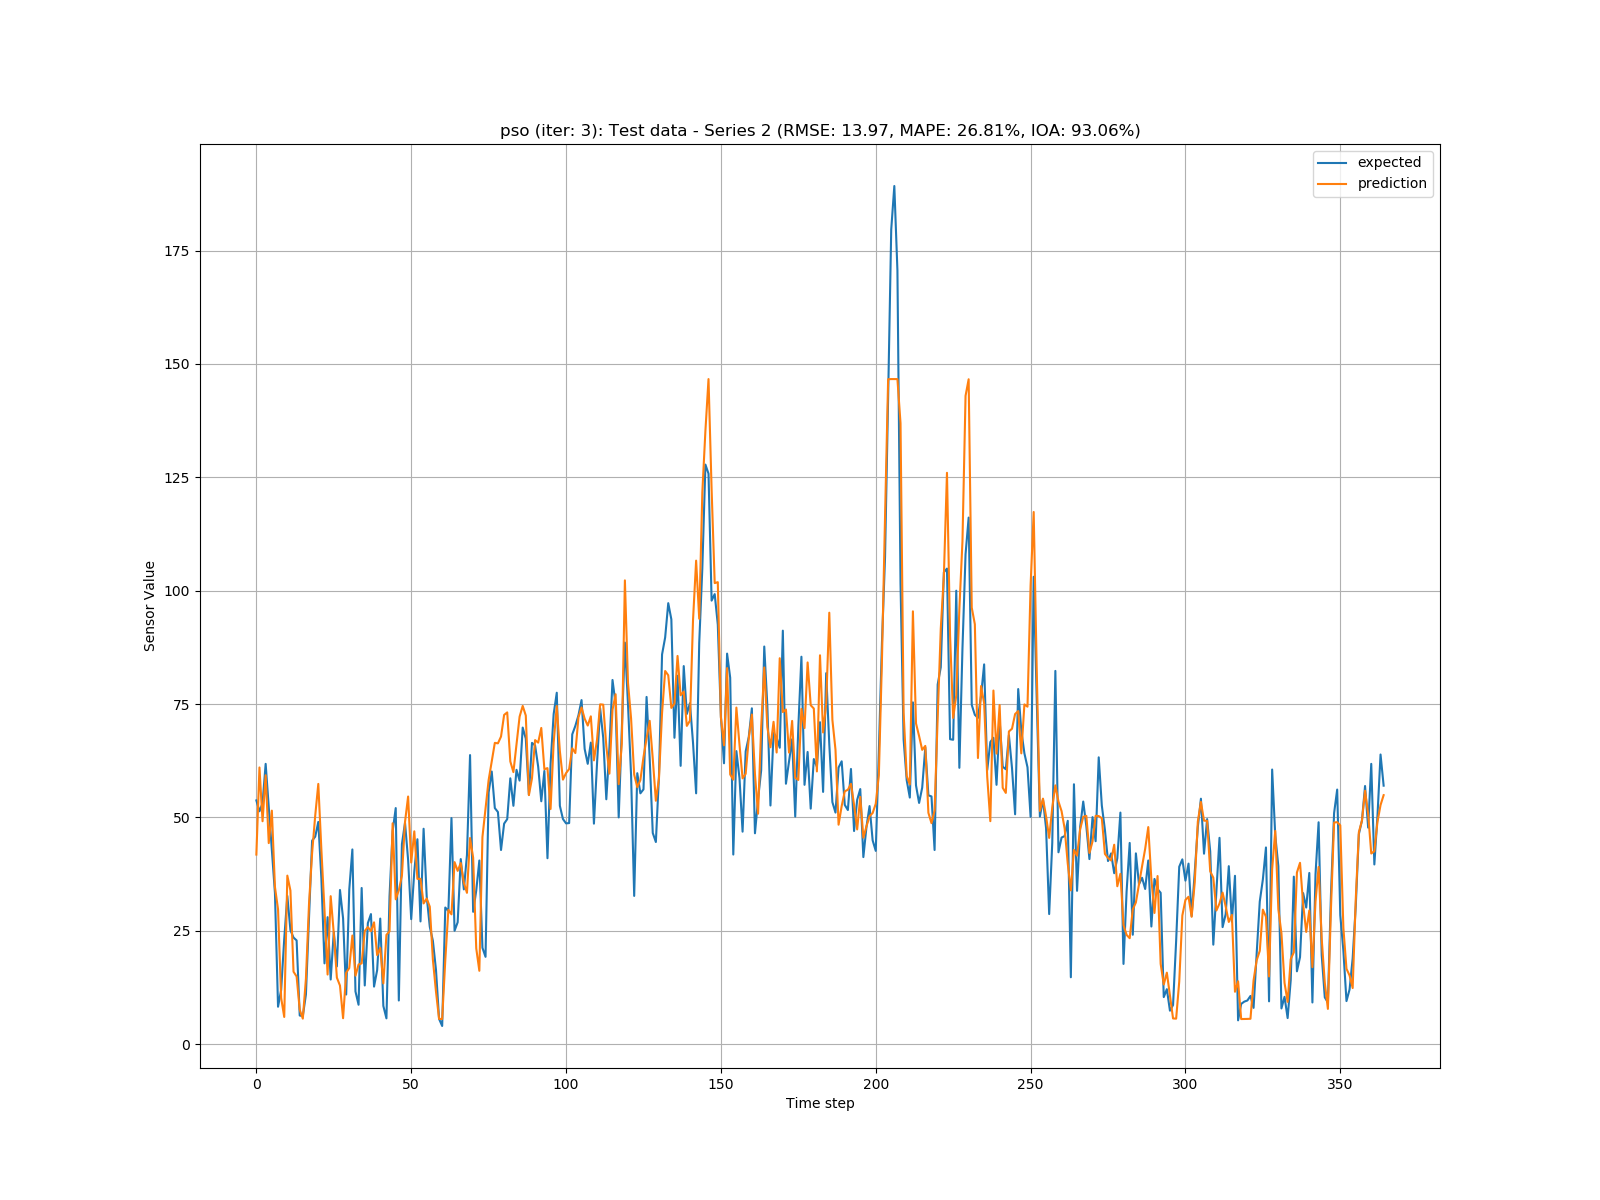 pso (iter: 3): Test data - Series 2 (RMSE: 13.97, MAPE: 26.81%, IOA: 93.06%)
expected
prediction
175
150
125
100
75
50
25
0
Sensor Value
0 50 100 150 200 250 300 350
Time step